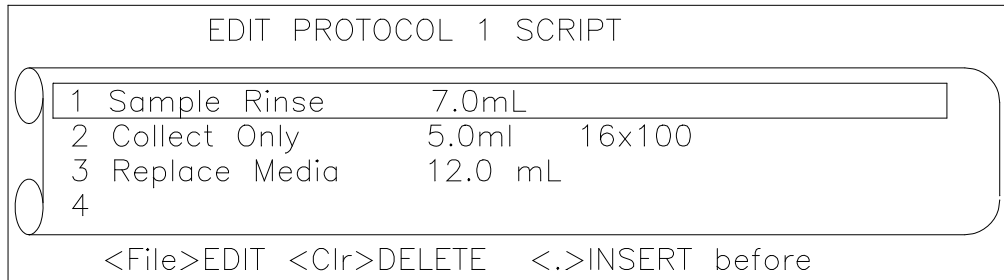 EDIT PROTOCOL 1 SCRIPT
1 Sample Rinse 7.0mL
2 Collect Only 5.0ml 16x100
3 Replace Media 12.0 mL
4
<File>EDIT <Clr>DELETE <.>INSERT before